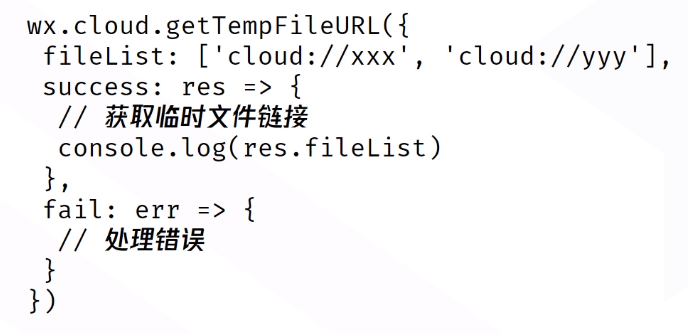 wx.cloud.getTempFileURL({
 fileList: ['cloud://xxx', 'cloud://yyy'],
 success: res => {
  // 获取临时文件链接
  console.log(res.fileList)
 },
 fail: err => {
  // 处理错误
 }
})